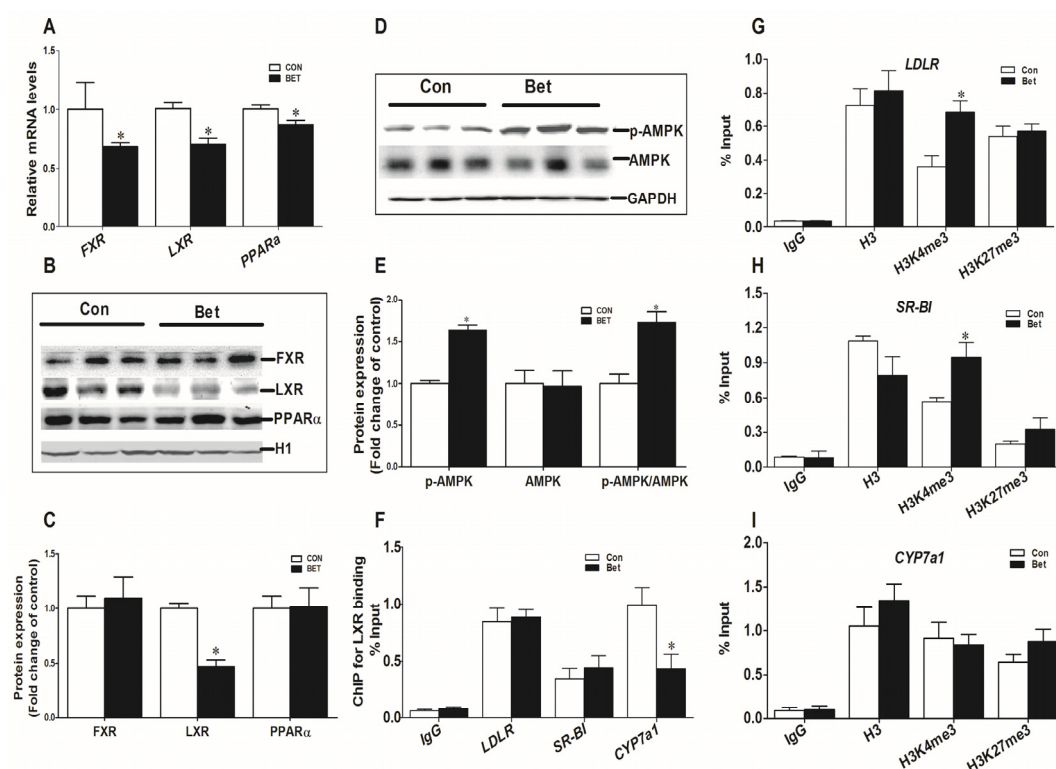 A
Relative mRNA levels
1.5
1.0
0.5
0.0
CON
BET
*
*
*
FXR
LXR
PPARa
B
Con
Bet
FXR
LXR
PPARα
H1
C
Protein expression
(Fold change of control)
1.5
1.0
0.5
0.0
CON
BET
*
FXR
LXR
PPARα
D
Con
Bet
p-AMPK
AMPK
GAPDH
E
Protein expression
(Fold change of control)
2.0
1.5
1.0
0.5
0.0
CON
BET
*
*
p-AMPK
AMPK
p-AMPK/AMPK
F
ChIP for LXR binding
% Input
1.5
1.0
0.5
0.0
Con
Bet
*
IgG
LDLR
SR-BI
CYP7a1
G
LDLR
% Input
1.0
0.8
0.6
0.4
0.2
0.0
Con
Bet
*
IgG
H3
H3K4me3
H3K27me3
H
SR-BI
% Input
1.5
1.2
0.9
0.6
0.3
0.0
Con
Bet
*
IgG
H3
H3K4me3
H3K27me3
I
CYP7a1
% Input
2.0
1.5
1.0
0.5
0.0
Con
Bet
IgG
H3
H3K4me3
H3K27me3